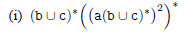 (i) (b ∪ c)*((a(b ∪ c)*)²)*